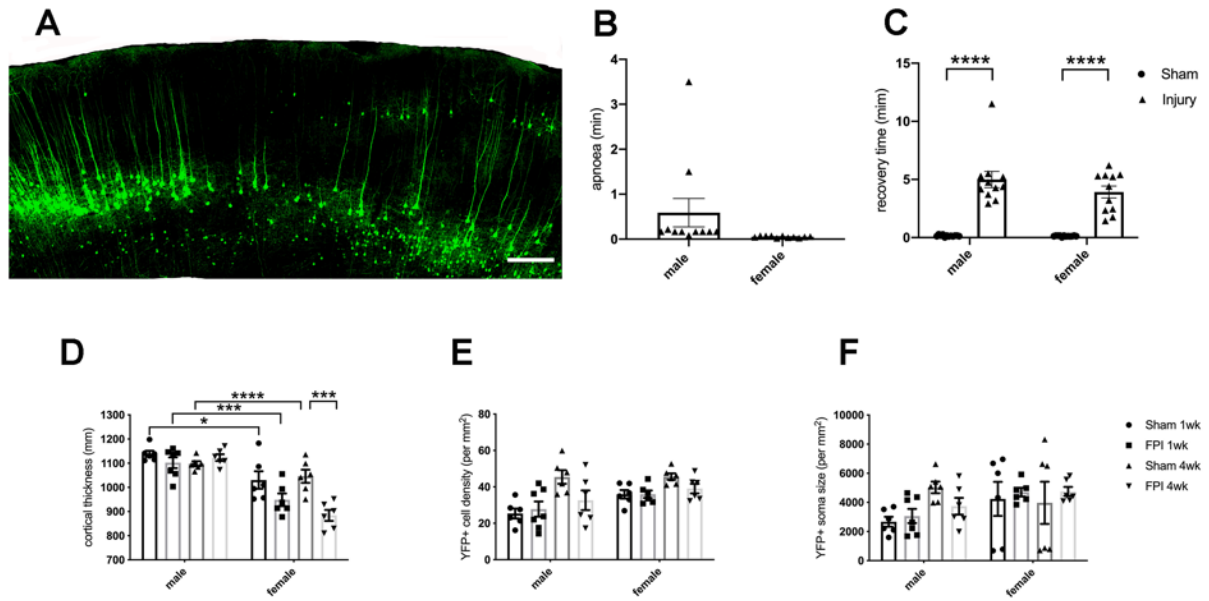 A
B
4
3
2
1
0
apnoea (min)
male
female
C
15
10
5
0
recovery time (mim)
****
****
male
female
Sham
Injury
D
1300
1200
1100
1000
900
800
700
cortical thickness (mm)
****
***
***
*
male
female
E
80
60
40
20
0
YFP+ cell density (per mm²)
male
female
F
10000
8000
6000
4000
2000
0
YFP+ soma size (per mm²)
male
female
Sham 1wk
FPI 1wk
Sham 4wk
FPI 4wk